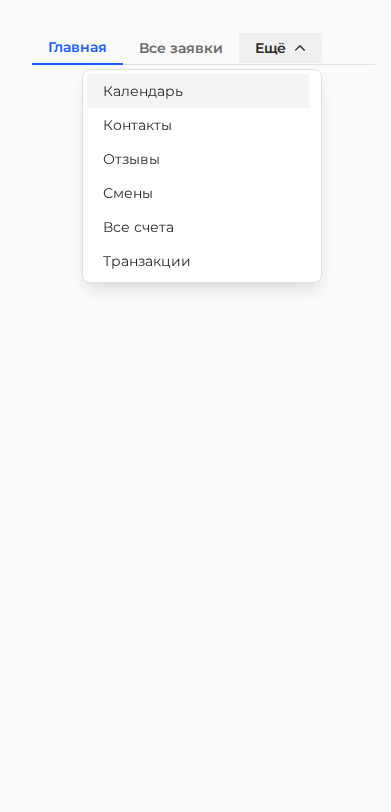 Главная Все заявки Ещё
Календарь
Контакты
Отзывы
Смены
Все счета
Транзакции